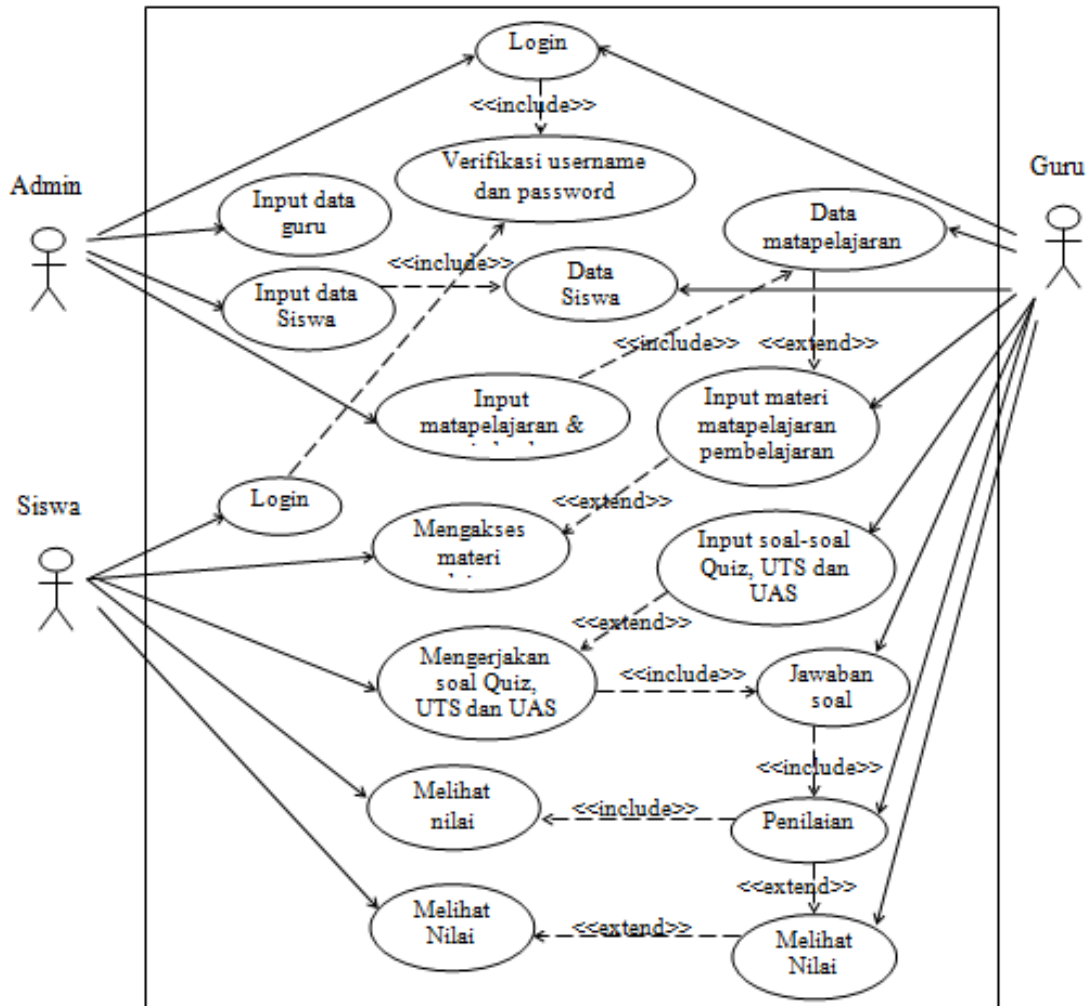 Login
<<include>>
Verifikasi username
dan password
Admin
Guru
Input data
guru
Data
matapelajaran
<<include>>
Input data
Siswa
Data
Siswa
<<include>>
<<extend>>
Input
matapelajaran &
Input materi
matapelajaran
pembelajaran
Siswa
Login
<<extend>>
Mengakses
materi
Input soal-soal
Quiz, UTS dan
UAS
<<extend>>
Mengerjakan
soal Quiz,
UTS dan UAS
<<include>>
Jawaban
soal
<<include>>
Melihat
nilai
<<include>>
Penilaian
<<extend>>
Melihat
Nilai
<<extend>>
Melihat
Nilai